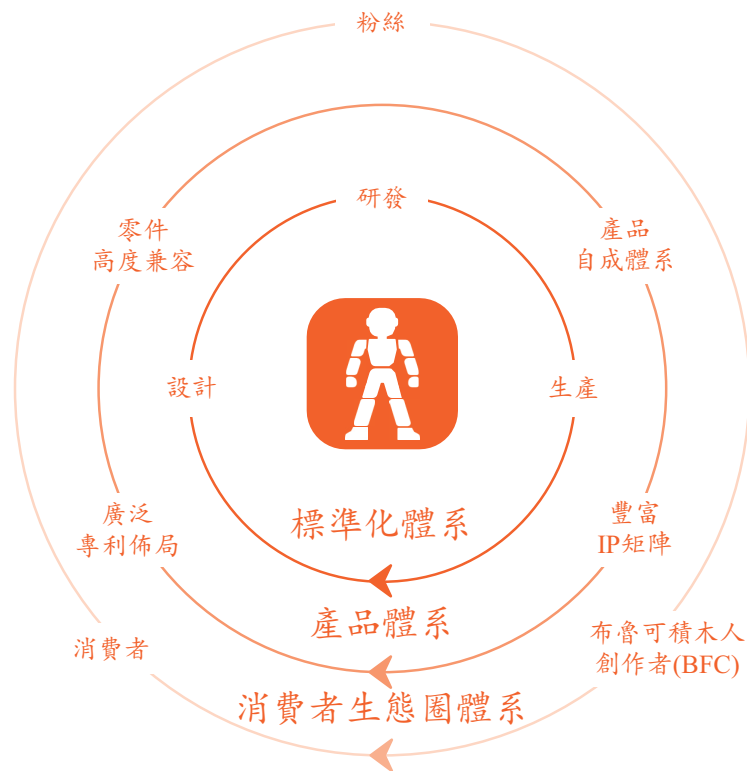 粉絲
研發
零件
高度兼容
產品
自成體系
設計
生產
標準化體系
廣泛
專利佈局
豐富
IP矩陣
產品體系
消費者
布魯可積木人
創作者(BFC)
消費者生態圈體系